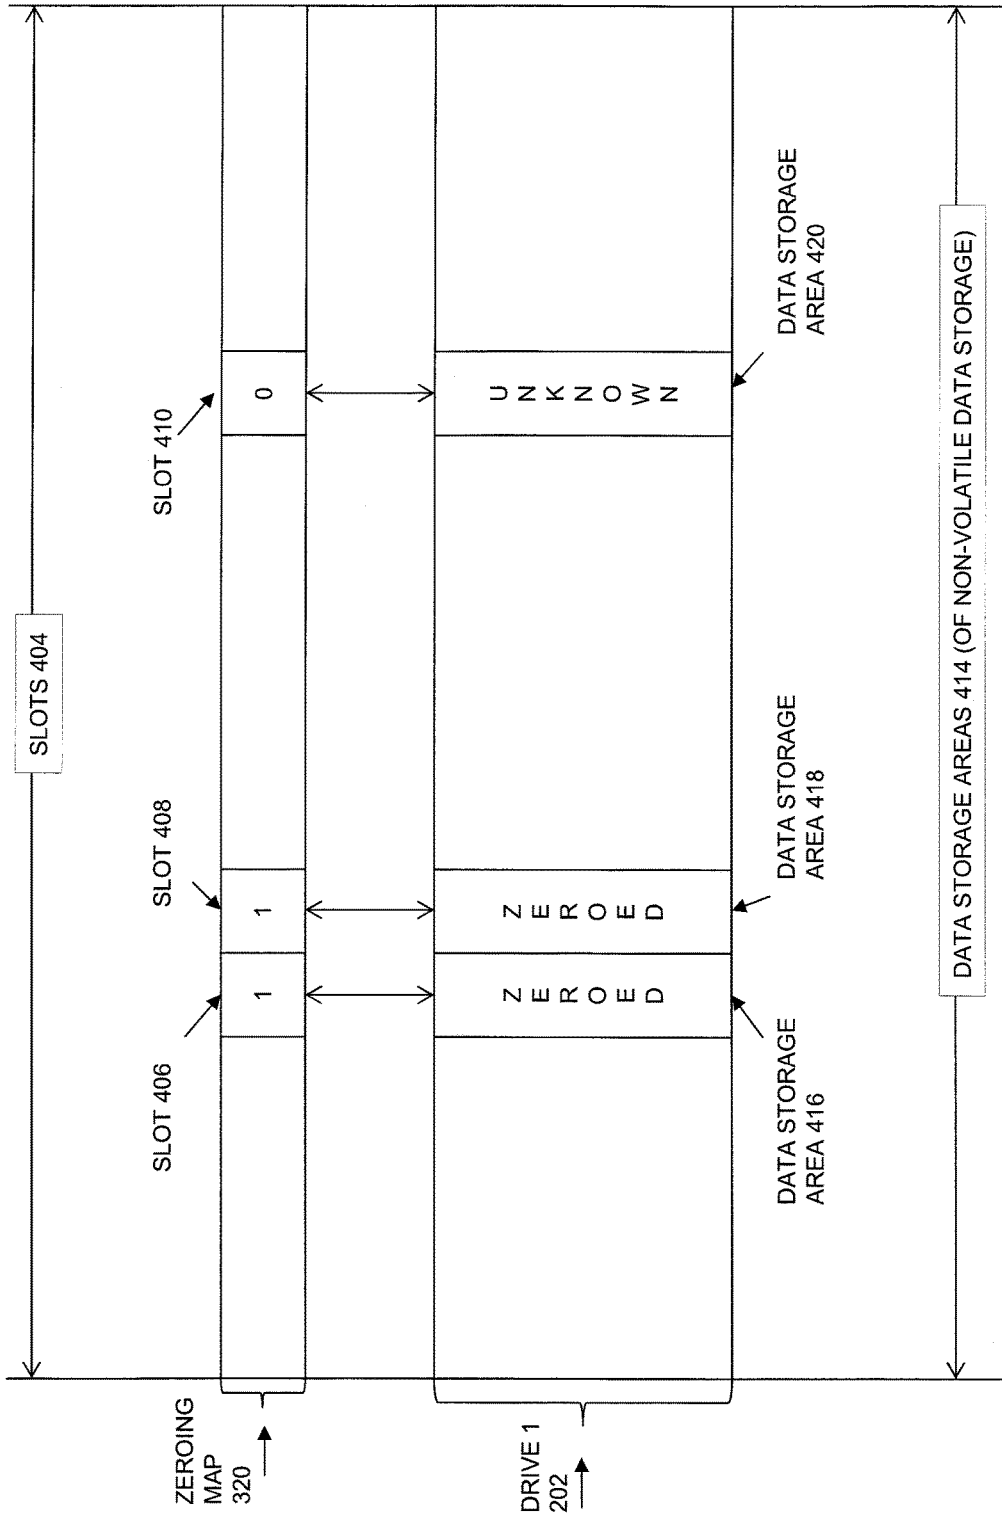 SLOTS 404
SLOT 406
SLOT 408
SLOT 410
ZEROING
MAP
320
1
1
0
DRIVE 1
202
ZEROED
ZEROED
UNKNOWN
DATA STORAGE
AREA 416
DATA STORAGE
AREA 418
DATA STORAGE
AREA 420
DATA STORAGE AREAS 414 (OF NON-VOLATILE DATA STORAGE)